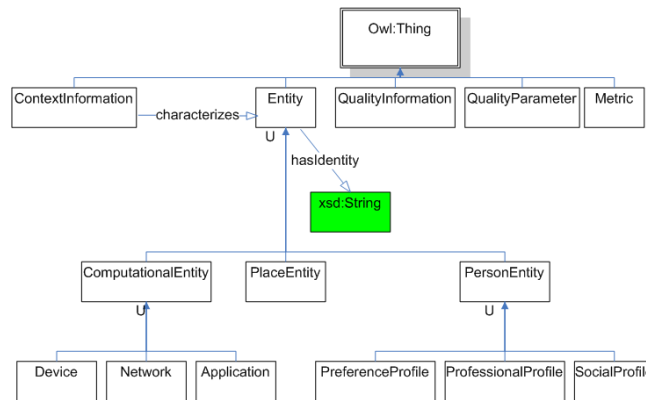 Owl:Thing
ContextInformation
Entity
QualityInformation
QualityParameter
Metric
characterizes
U
hasIdentity
xsd:String
ComputationalEntity
PlaceEntity
PersonEntity
U
U
Device
Network
Application
PreferenceProfile
ProfessionalProfile
SocialProfile